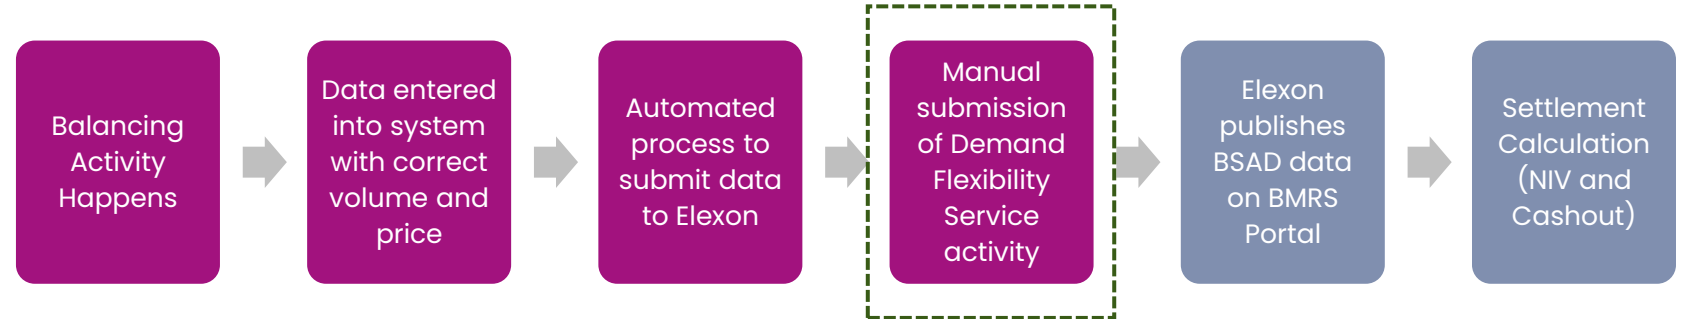 Balancing
Activity
Happens
Data entered
into system
with correct
volume and
price
Automated
process to
submit data
to Elexon
Manual
submission
of Demand
Flexibility
Service
activity
Elexon
publishes
BSAD data
on BMRS
Portal
Settlement
Calculation
(NIV and
Cashout)